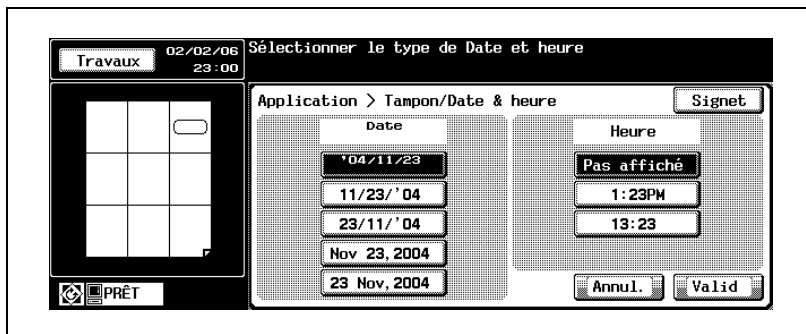 Travaux
02/02/06
23:00
Sélectionner le type de Date et heure
Application > Tampon/Date & heure
Signet
Date
Heure
'04/11/23
Pas affiché
11/23/'04
1:23PM
23/11/'04
13:23
Nov 23,2004
23 Nov,2004
Annul.
Valid
PRÊT